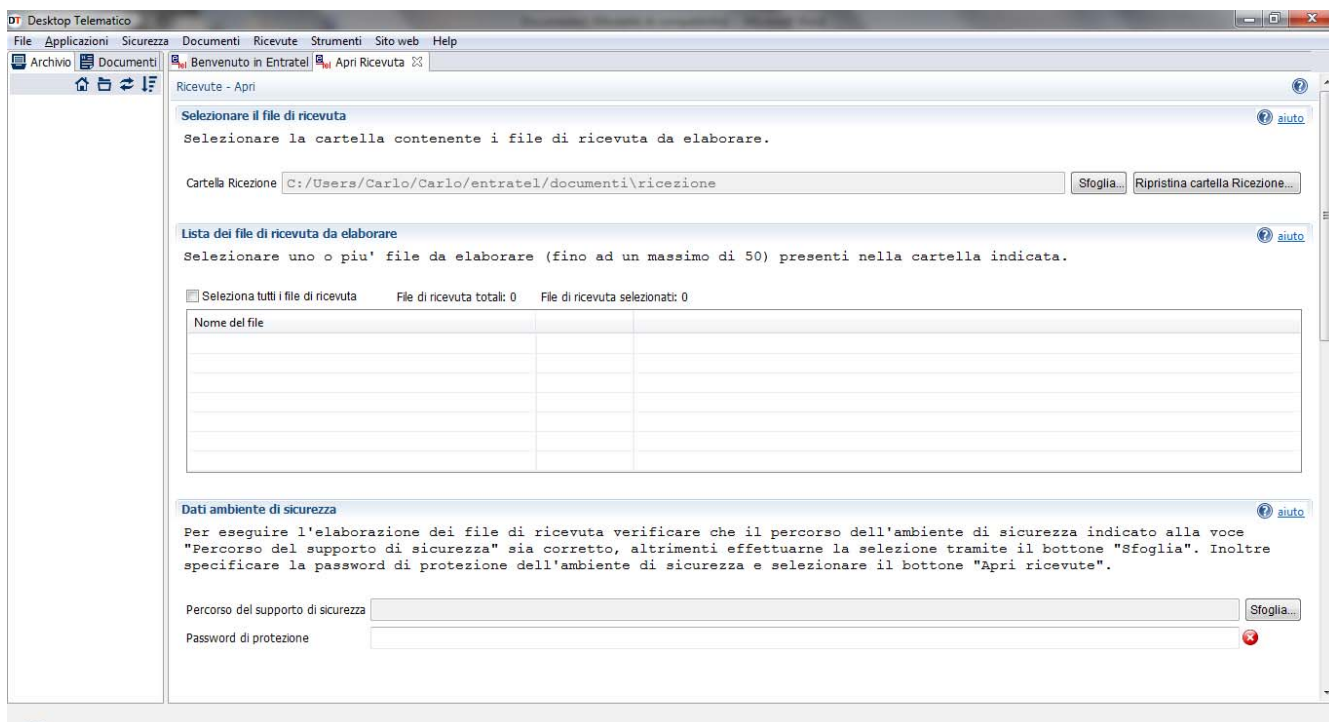 DT Desktop Telematico
File Applicazioni Sicurezza Documenti Ricevute Strumenti Sito web Help
Archivio Documenti Benvenuto in Entratel Apri Ricevuta
Ricevute - Apri
Selezionare il file di ricevuta aiuto
Selezionare la cartella contenente i file di ricevuta da elaborare.
Cartella Ricezione C:/Users/Carlo/Carlo/entratel/documenti\ricezione Sfoglia... Ripristina cartella Ricezione...
Lista dei file di ricevuta da elaborare aiuto
Selezionare uno o piu' file da elaborare (fino ad un massimo di 50) presenti nella cartella indicata.
Seleziona tutti i file di ricevuta File di ricevuta totali: 0 File di ricevuta selezionati: 0
Nome del file
Dati ambiente di sicurezza aiuto
Per eseguire l'elaborazione dei file di ricevuta verificare che il percorso dell'ambiente di sicurezza indicato alla voce
"Percorso del supporto di sicurezza" sia corretto, altrimenti effettuarne la selezione tramite il bottone "Sfoglia". Inoltre
specificare la password di protezione dell'ambiente di sicurezza e selezionare il bottone "Apri ricevute".
Percorso del supporto di sicurezza Sfoglia...
Password di protezione